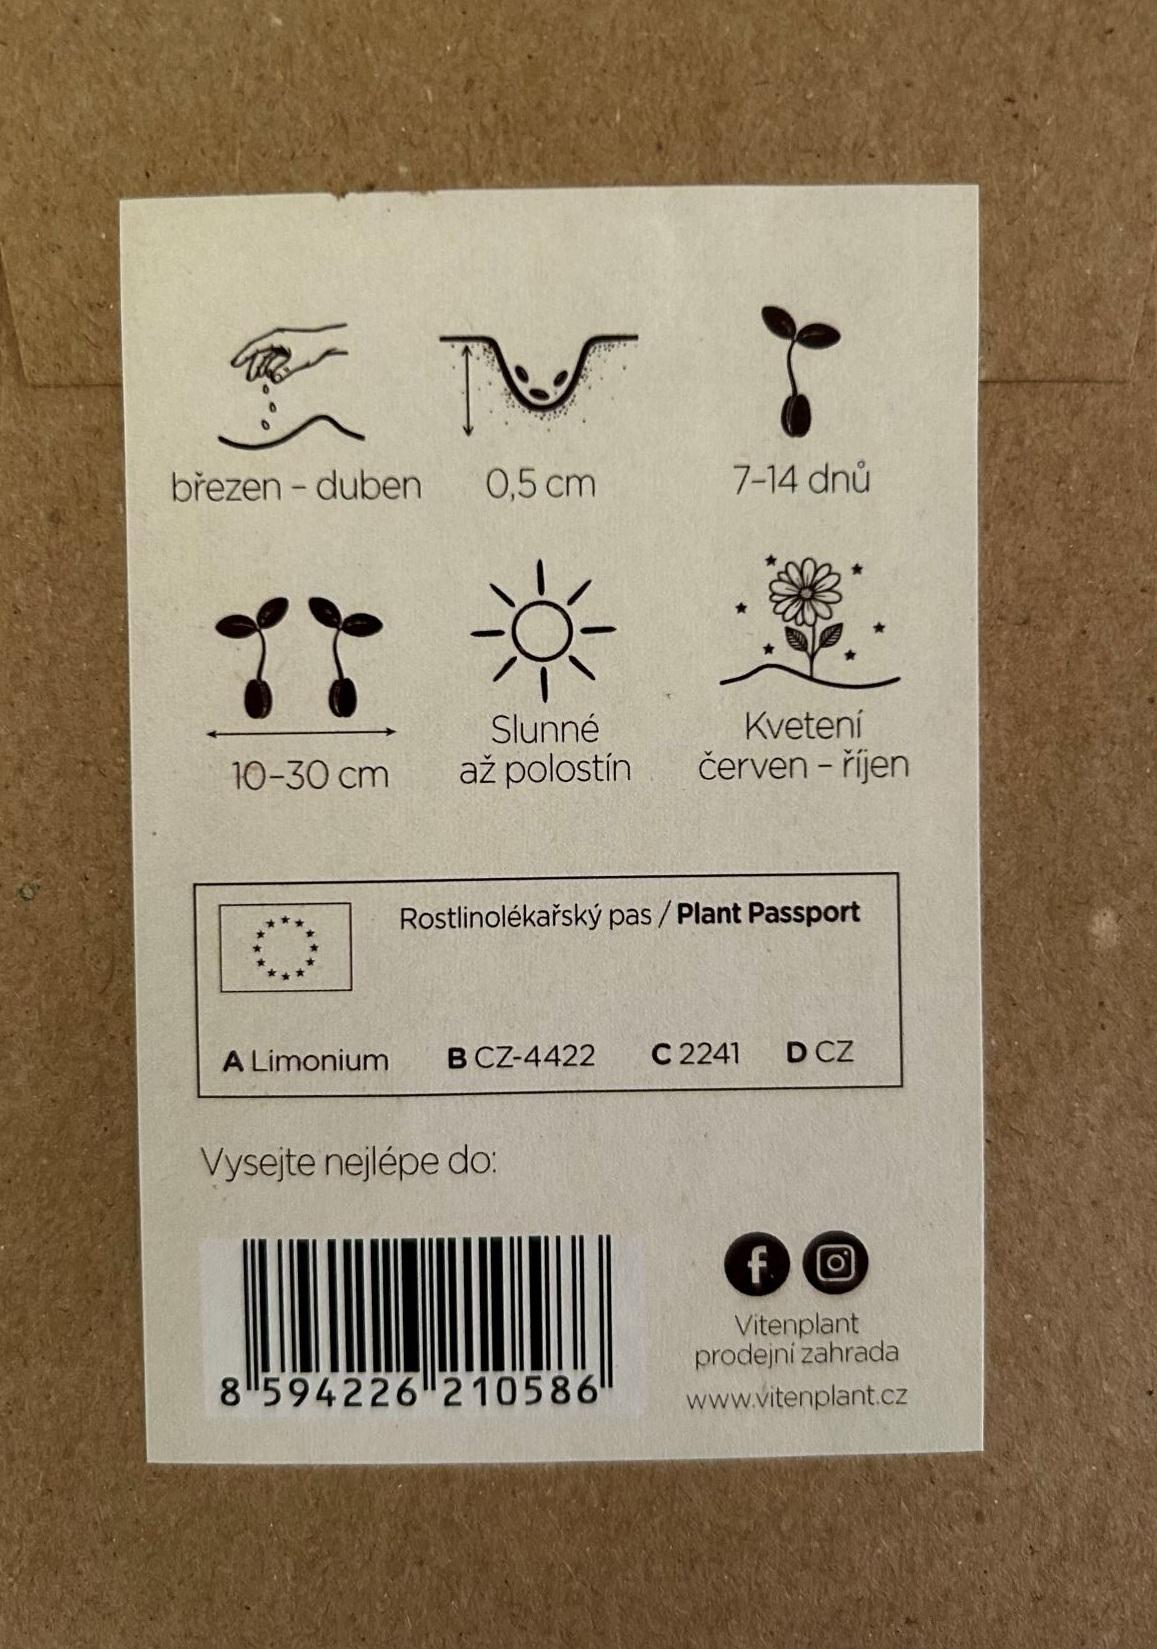 březen – duben
0,5 cm
7–14 dnů
10–30 cm
Slunné
až polostín
Kvetení
červen – říjen
Rostlinolékařský pas / Plant Passport
A Limonium B CZ-4422 C 2241 D CZ
Vysejte nejlépe do:
8 594226 210586
Vitenplant
prodejní zahrada
www.vitenplant.cz